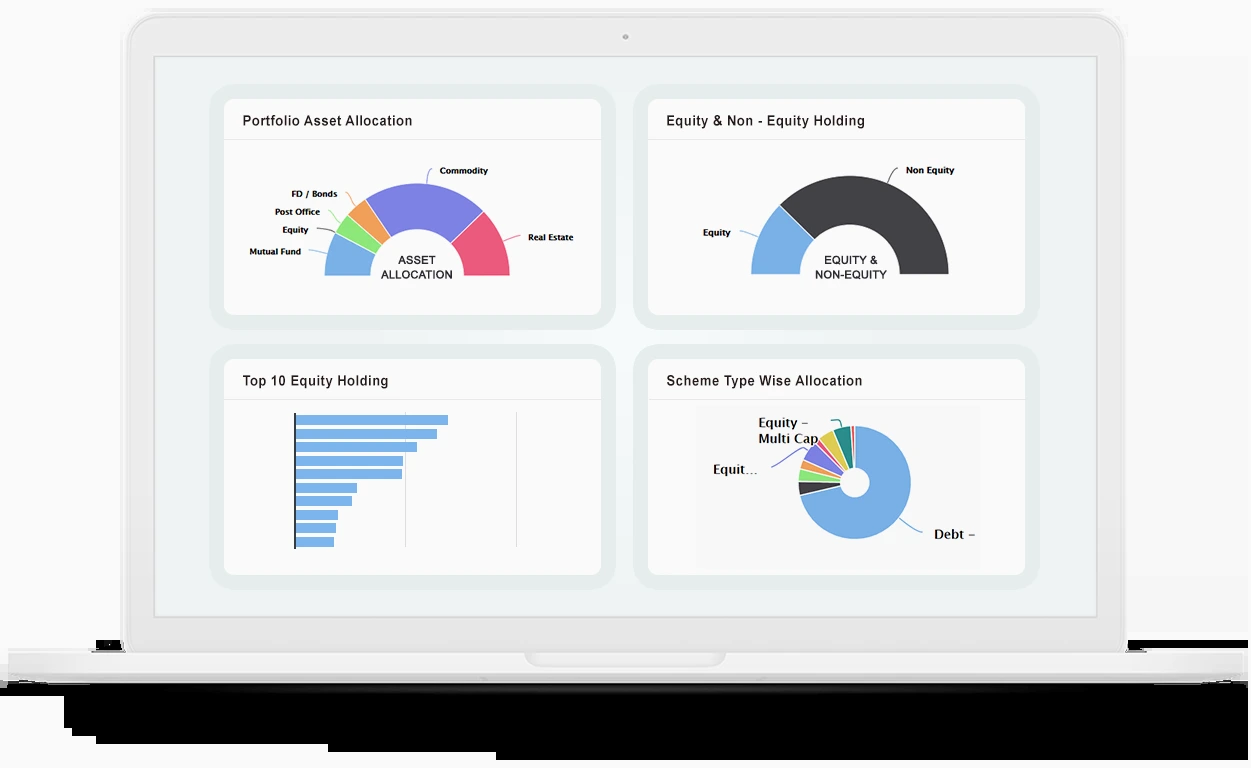 Portfolio Asset Allocation
Commodity
FD / Bonds
Post Office
Equity
Mutual Fund
Real Estate
ASSET
ALLOCATION
Equity & Non - Equity Holding
Non Equity
Equity
EQUITY &
NON-EQUITY
Top 10 Equity Holding
Scheme Type Wise Allocation
Equity –
Multi Cap
Equit...
Debt –